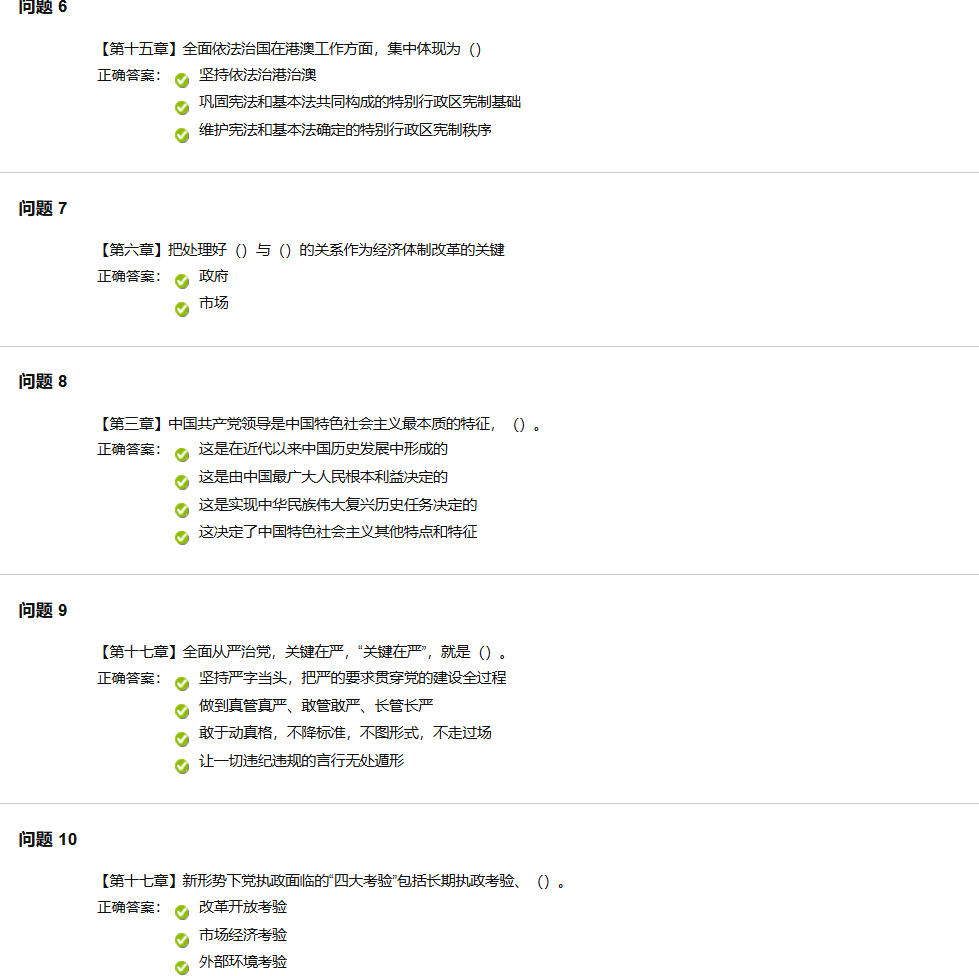 问题 6
【第十五章】全面依法治国在港澳工作方面，集中体现为（）
正确答案： 坚持依法治港治澳
巩固宪法和基本法共同构成的特别行政区宪制基础
维护宪法和基本法确定的特别行政区宪制秩序
问题 7
【第六章】把处理好（）与（）的关系作为经济体制改革的关键
正确答案： 政府
市场
问题 8
【第三章】中国共产党领导是中国特色社会主义最本质的特征，（）。
正确答案： 这是在近代以来中国历史发展中形成的
这是由中国最广大人民根本利益决定的
这是实现中华民族伟大复兴历史任务决定的
这决定了中国特色社会主义其他特点和特征
问题 9
【第十七章】全面从严治党，关键在严，“关键在严”，就是（）。
正确答案： 坚持严字当头，把严的要求贯穿党的建设全过程
做到真管真严、敢管敢严、长管长严
敢于动真格，不降标准，不图形式，不走过场
让一切违纪违规的言行无处遁形
问题 10
【第十七章】新形势下党执政面临的“四大考验”包括长期执政考验、（）。
正确答案： 改革开放考验
市场经济考验
外部环境考验